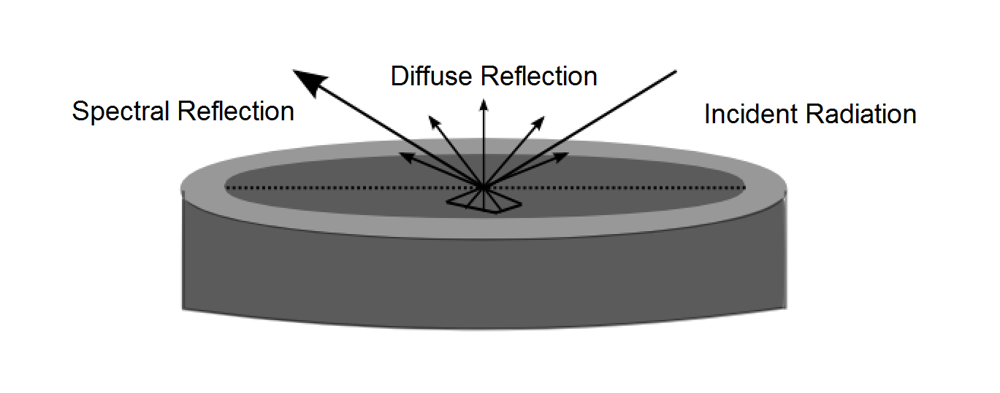 Diffuse Reflection
Spectral Reflection
Incident Radiation